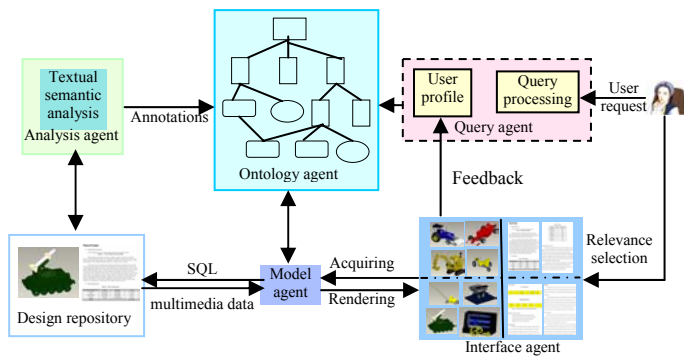 Textual
semantic
analysis
Analysis agent
Annotations
Ontology agent
User
profile
Query
processing
Query agent
User
request
Feedback
Relevance
selection
Design repository
SQL
multimedia data
Model
agent
Acquiring
Rendering
Interface agent